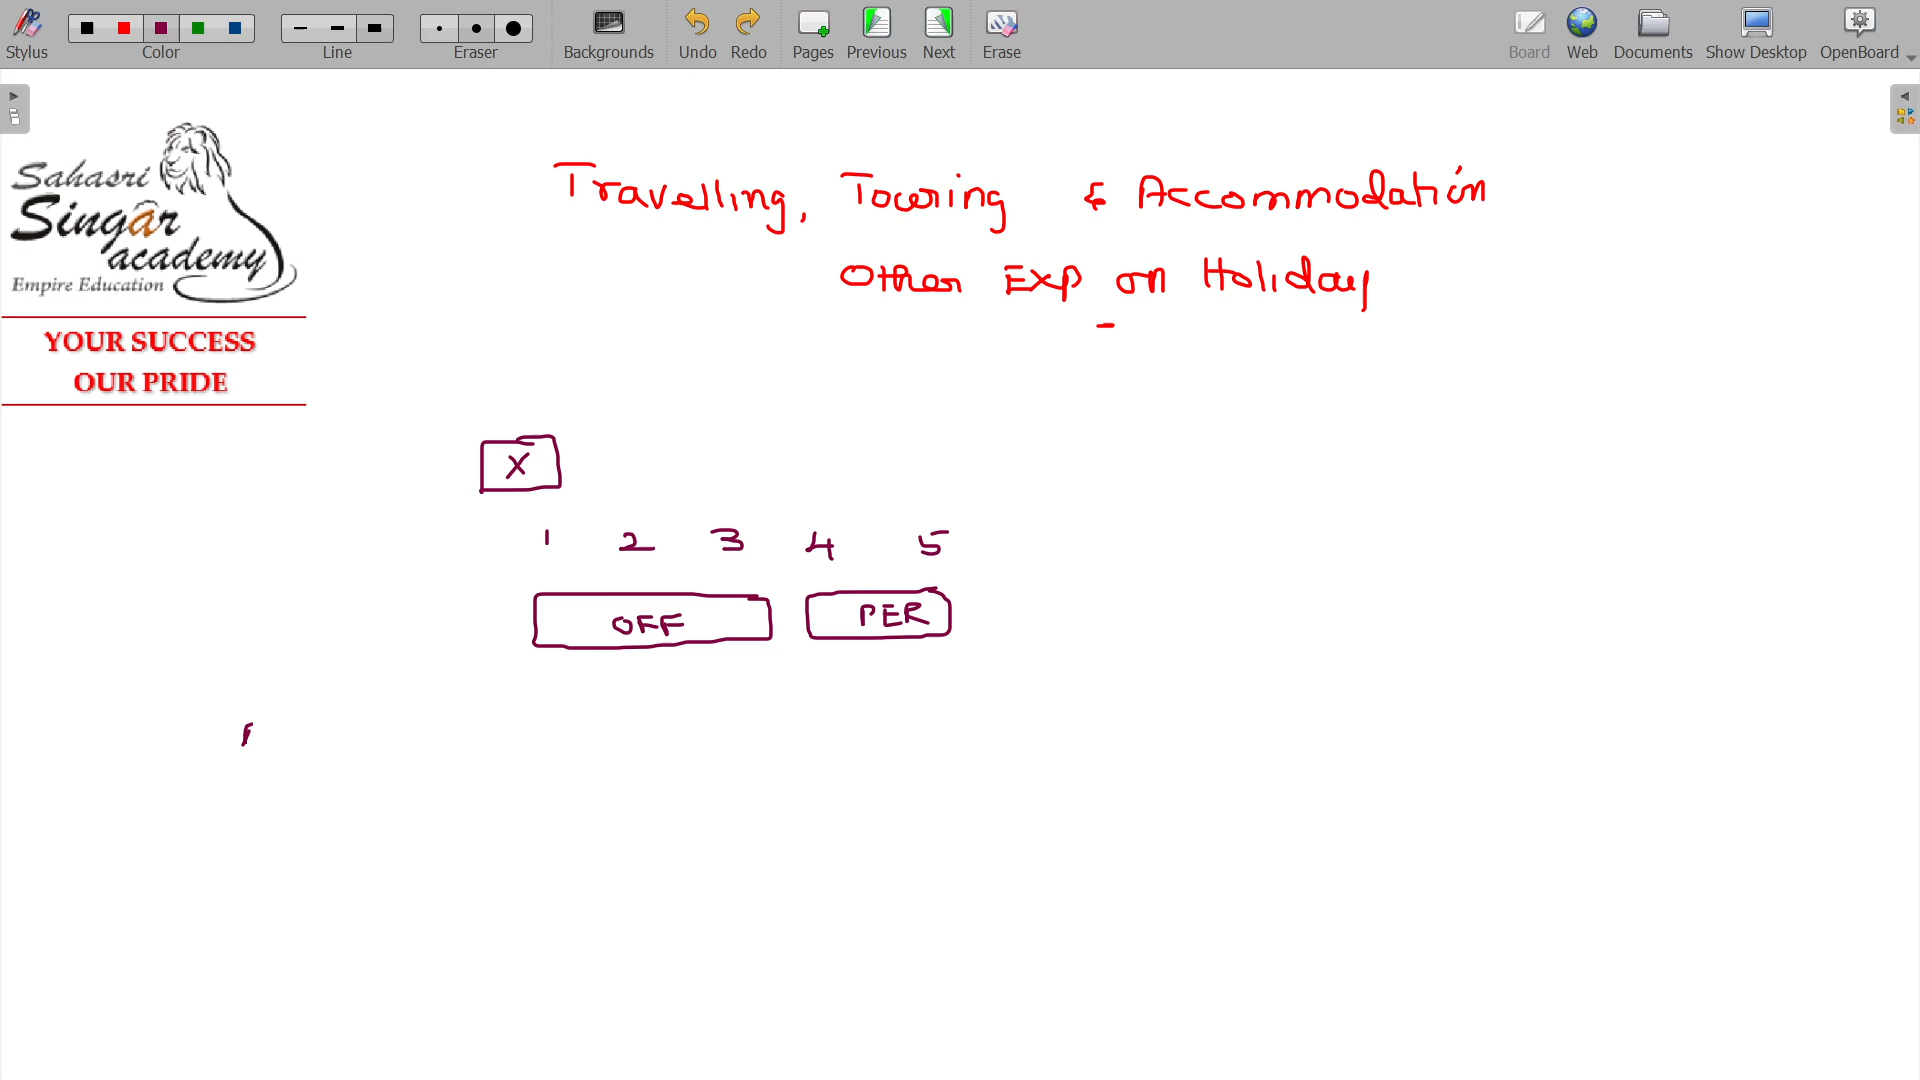 Stylus Color Line Eraser Backgrounds Undo Redo Pages Previous Next Erase Board Web Documents Show Desktop OpenBoard
Sahasri
Singar
academy
Empire Education
YOUR SUCCESS
OUR PRIDE
Travelling, Touring & Accommodation
Other Exp on Holiday
X
1 2 3 4 5
OFF PER